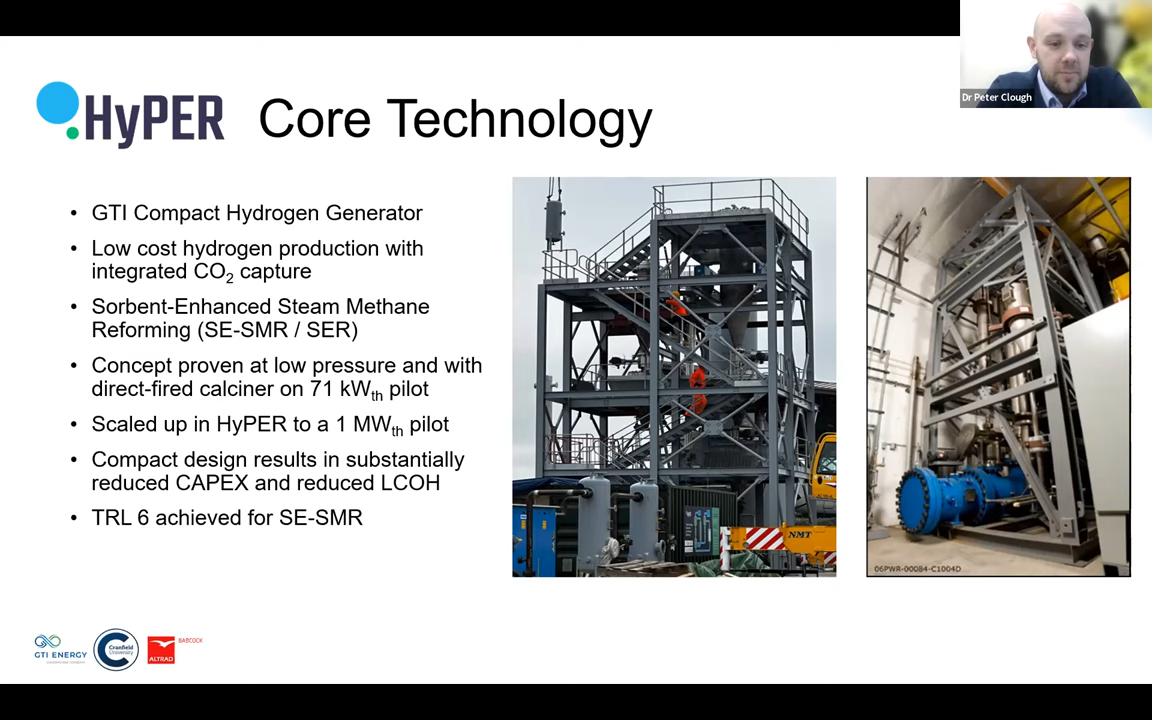 Dr Peter Clough
HyPER Core Technology
• GTI Compact Hydrogen Generator
• Low cost hydrogen production with
integrated CO2 capture
• Sorbent-Enhanced Steam Methane
Reforming (SE-SMR / SER)
• Concept proven at low pressure and with
direct-fired calciner on 71 kWth pilot
• Scaled up in HyPER to a 1 MWth pilot
• Compact design results in substantially
reduced CAPEX and reduced LCOH
• TRL 6 achieved for SE-SMR
NMT
06PWR-00084-C1004D
GTI ENERGY
Cranfield
University
BABCOCK
ALTRAD